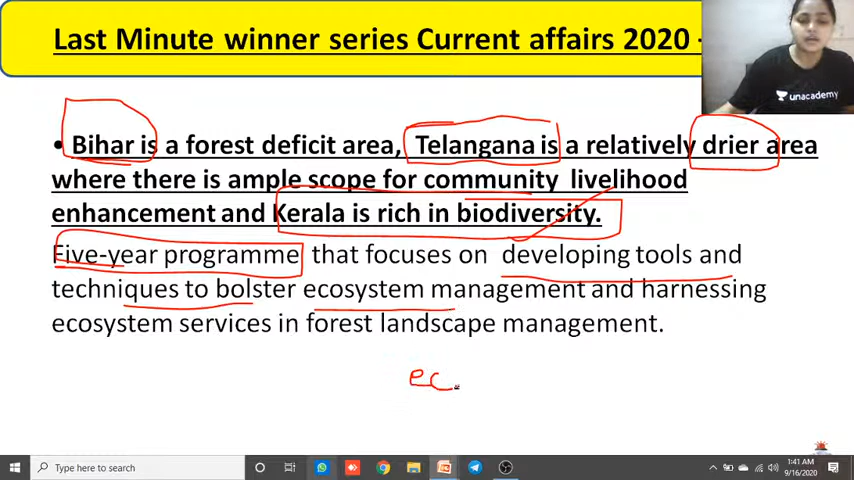 Last Minute winner series Current affairs 2020 -
unacademy
• Bihar is a forest deficit area, Telangana is a relatively drier area
where there is ample scope for community livelihood
enhancement and Kerala is rich in biodiversity.
Five-year programme that focuses on developing tools and
techniques to bolster ecosystem management and harnessing
ecosystem services in forest landscape management.
ec
Type here to search
1:41 AM
9/16/2020